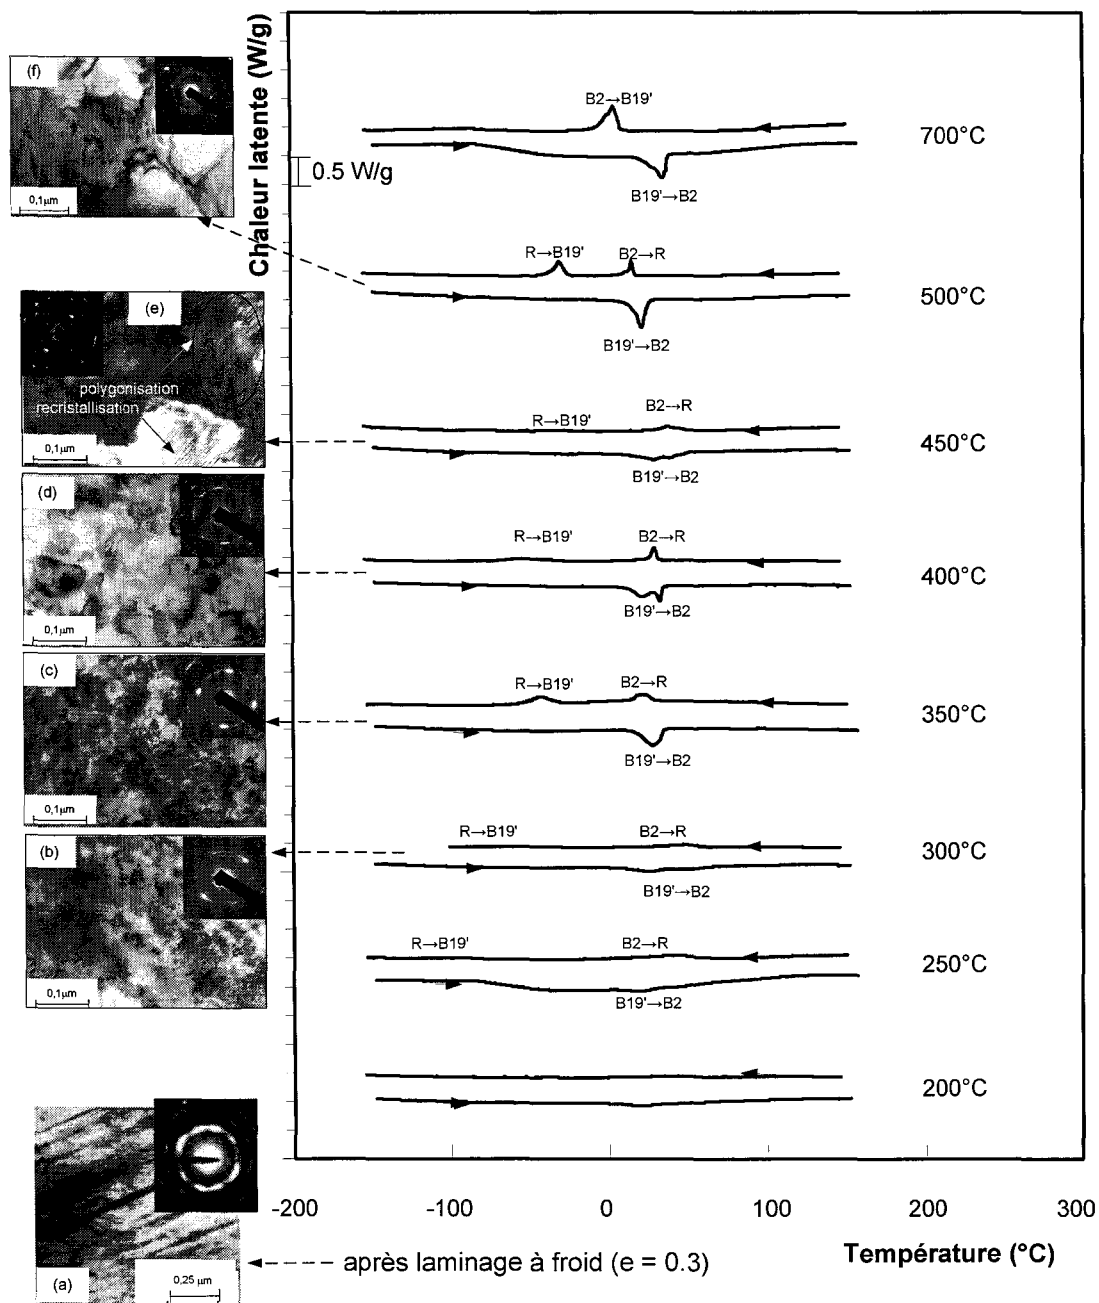 Chaleur latente (W/g)
(f)
0,1µm
B2→B19'
700°C
0.5 W/g
B19'→B2
R→B19'
B2→R
500°C
B19'→B2
(e)
polygonisation
recristallisation
0,1µm
R→B19'
B2→R
450°C
B19'→B2
(d)
0,1µm
R→B19'
B2→R
400°C
B19'→B2
(c)
0,1µm
R→B19'
B2→R
350°C
B19'→B2
(b)
0,1µm
R→B19'
B2→R
300°C
B19'→B2
R→B19'
B2→R
250°C
B19'→B2
200°C
-200 -100 0 100 200 300
Température (°C)
(a)
0,25 µm
après laminage à froid (e = 0.3)